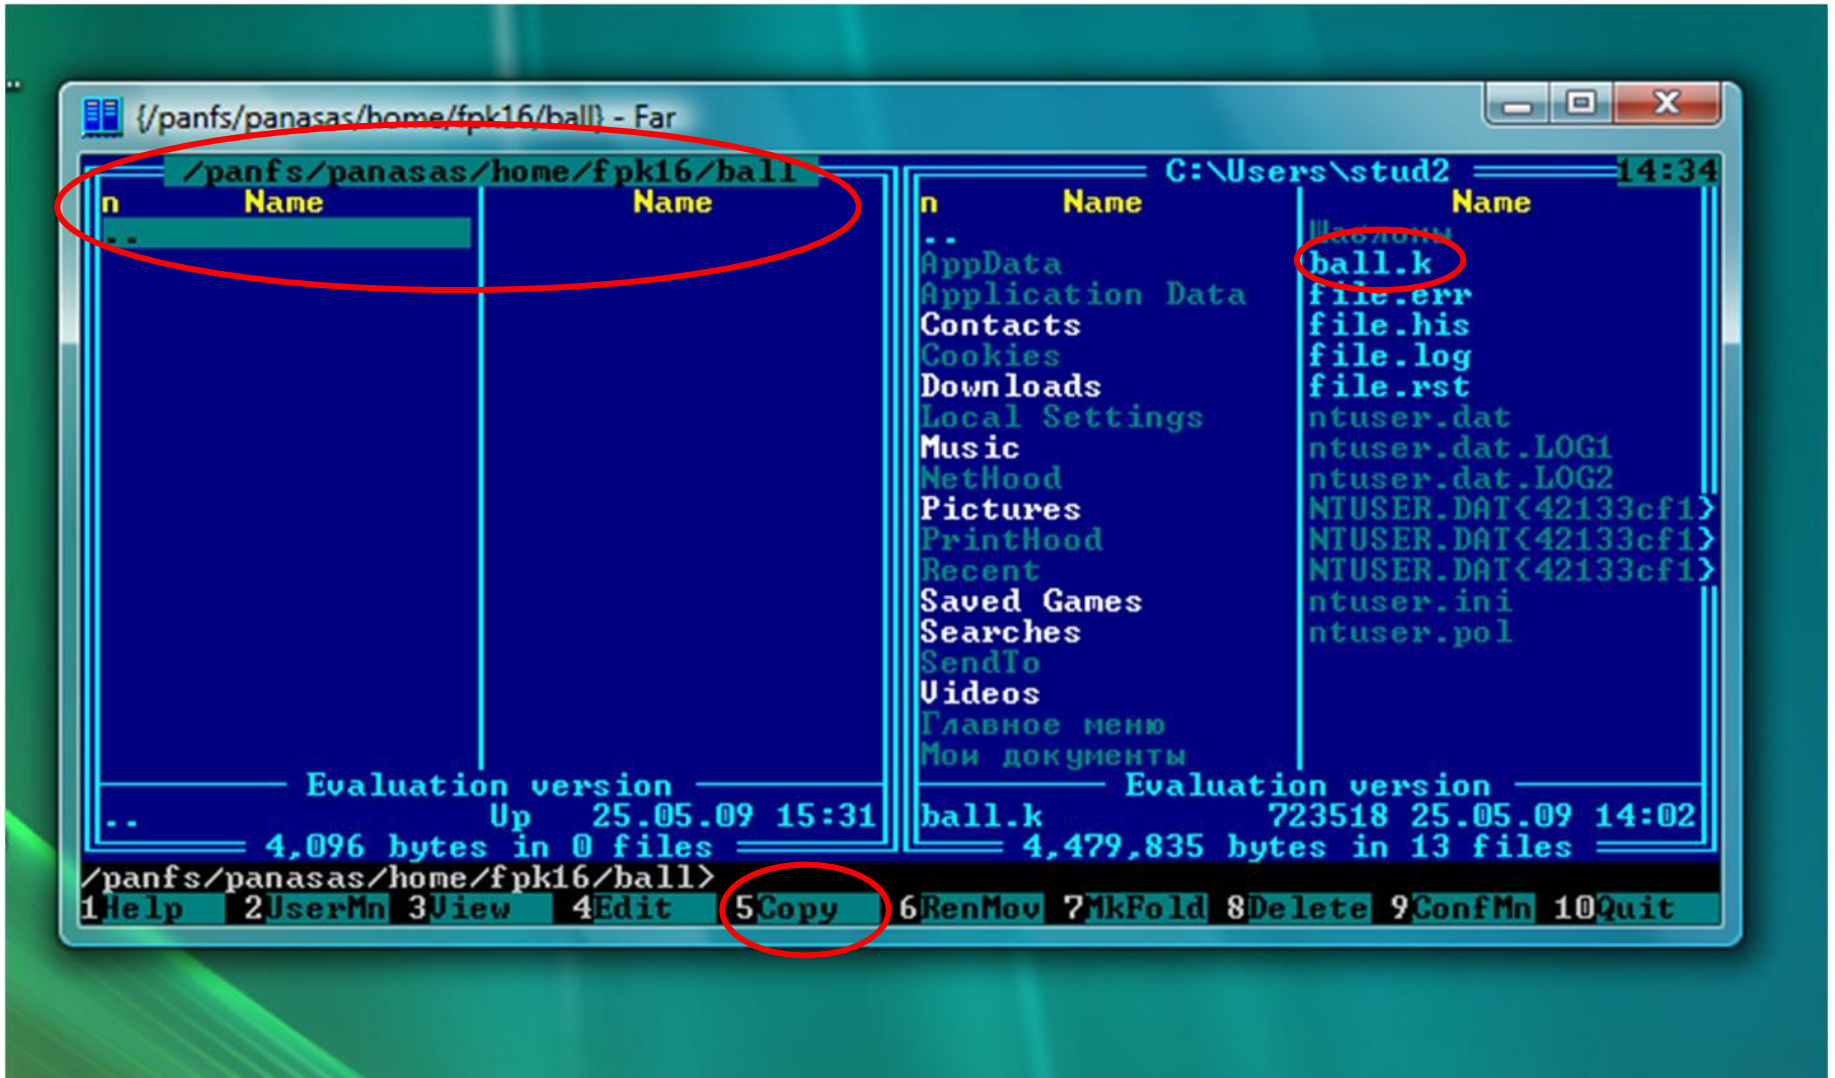 {/panfs/panasas/home/fpk16/ball} - Far
/panfs/panasas/home/fpk16/ball
n Name Name
..
Evaluation version
.. Up 25.05.09 15:31
4,096 bytes in 0 files
C:\Users\stud2 14:34
n Name Name
..
AppData
Application Data
Contacts
Cookies
Downloads
Local Settings
Music
NetHood
Pictures
PrintHood
Recent
Saved Games
Searches
SendTo
Videos
Главное меню
Мои документы
Шаблоны
ball.k
file.err
file.his
file.log
file.rst
ntuser.dat
ntuser.dat.LOG1
ntuser.dat.LOG2
NTUSER.DAT{42133cf1}
NTUSER.DAT{42133cf1}
NTUSER.DAT{42133cf1}
ntuser.ini
ntuser.pol
Evaluation version
ball.k 723518 25.05.09 14:02
4,479,835 bytes in 13 files
/panfs/panasas/home/fpk16/ball>
1Help 2UserMn 3View 4Edit 5Copy 6RenMov 7MkFold 8Delete 9ConfMn 10Quit